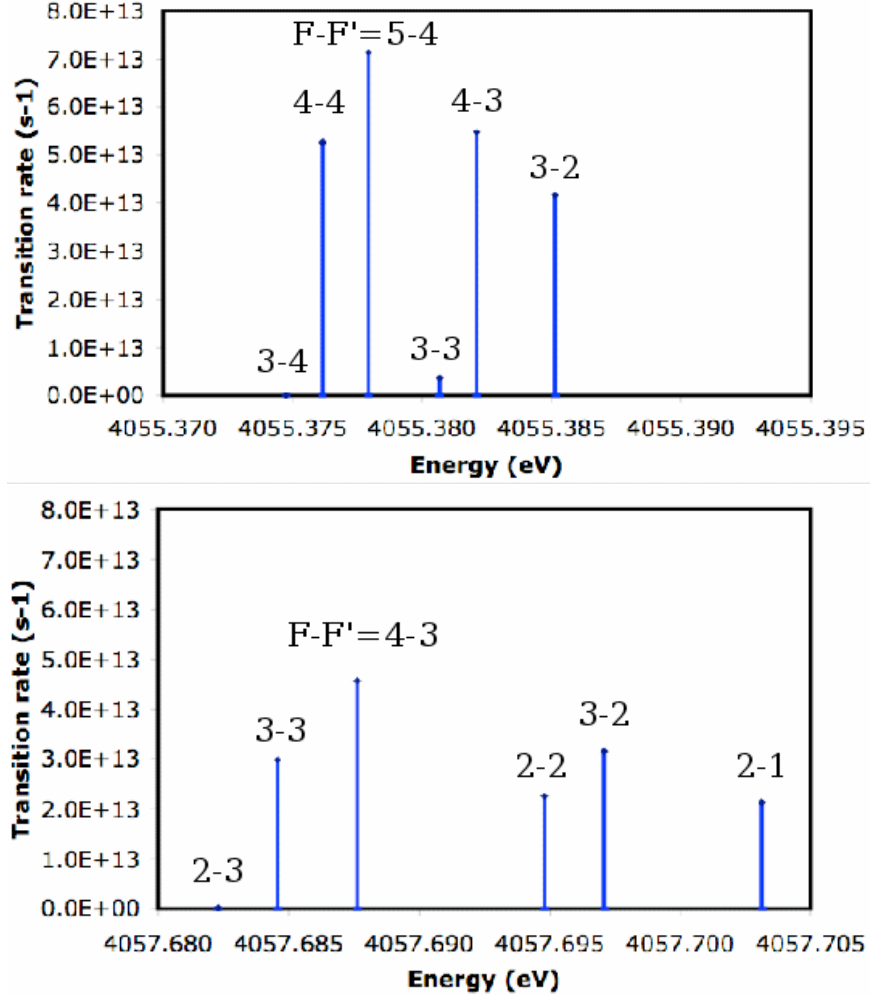 8.0E+13
F-F'=5-4
7.0E+13
6.0E+13
4-4
4-3
5.0E+13
3-2
4.0E+13
3.0E+13
2.0E+13
3-3
1.0E+13
3-4
0.0E+00
Transition rate (s-1)
4055.370 4055.375 4055.380 4055.385 4055.390 4055.395
Energy (eV)
8.0E+13
7.0E+13
6.0E+13
F-F'=4-3
5.0E+13
4.0E+13
3-3
3-2
3.0E+13
2-2
2-1
2.0E+13
1.0E+13
2-3
0.0E+00
Transition rate (s-1)
4057.680 4057.685 4057.690 4057.695 4057.700 4057.705
Energy (eV)